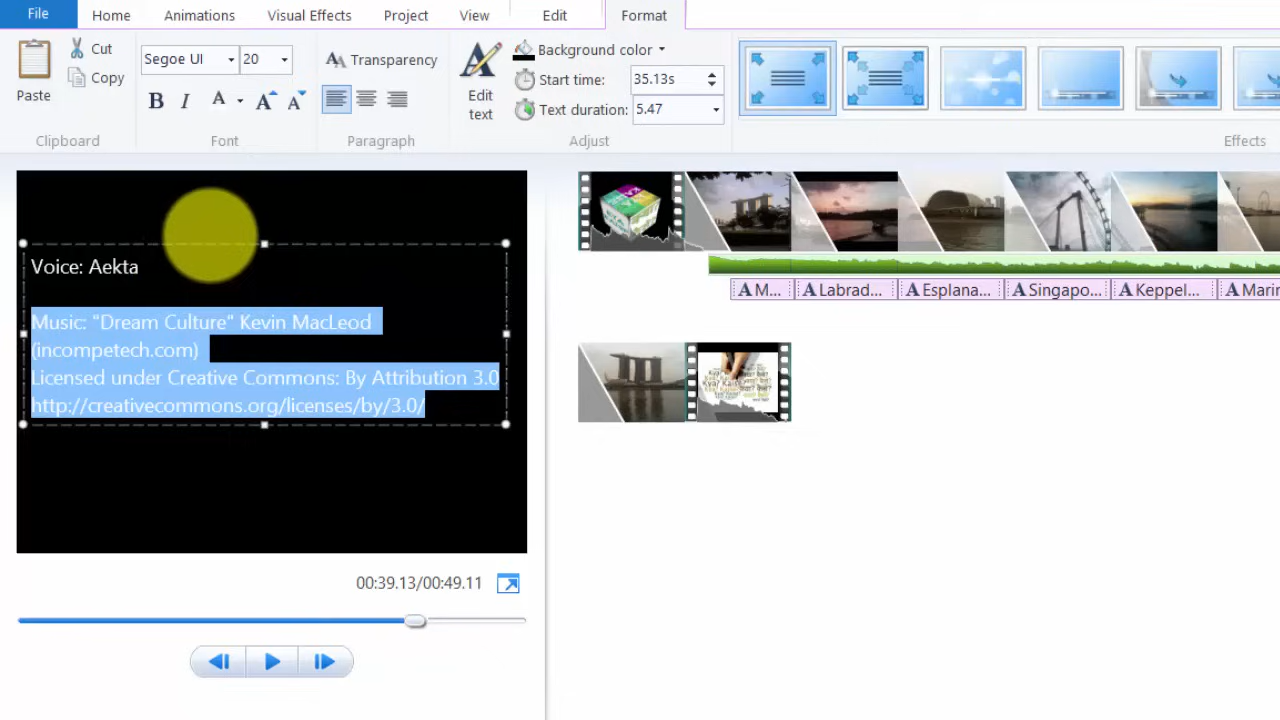 File Home Animations Visual Effects Project View Edit Format
Paste
Cut
Copy
Clipboard
Segoe UI 20
B I A A A
Font
Transparency
Paragraph
Edit
text
Background color
Start time: 35.13s
Text duration: 5.47
Adjust
Effects
Voice: Aekta
Music: "Dream Culture" Kevin MacLeod
(incompetech.com)
Licensed under Creative Commons: By Attribution 3.0
http://creativecommons.org/licenses/by/3.0/
00:39.13/00:49.11
A M... A Labrad... A Esplana... A Singapo... A Keppel... A Marin